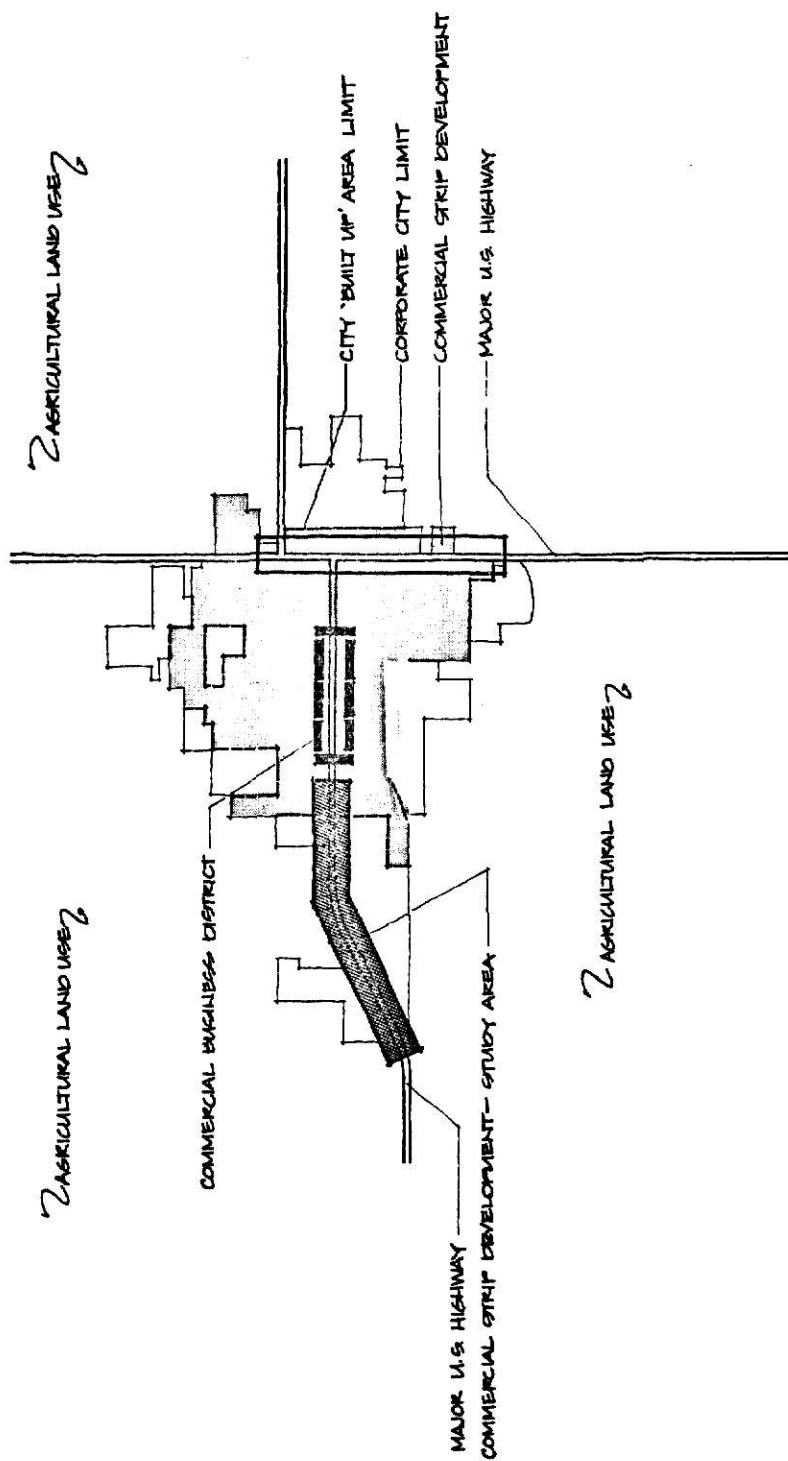 AGRICULTURAL LAND USE
AGRICULTURAL LAND USE
COMMERCIAL BUSINESS DISTRICT
CITY 'BUILT UP' AREA LIMIT
CORPORATE CITY LIMIT
COMMERCIAL STRIP DEVELOPMENT
MAJOR U.S. HIGHWAY
MAJOR U.S. HIGHWAY
COMMERCIAL STRIP DEVELOPMENT - STUDY AREA
AGRICULTURAL LAND USE